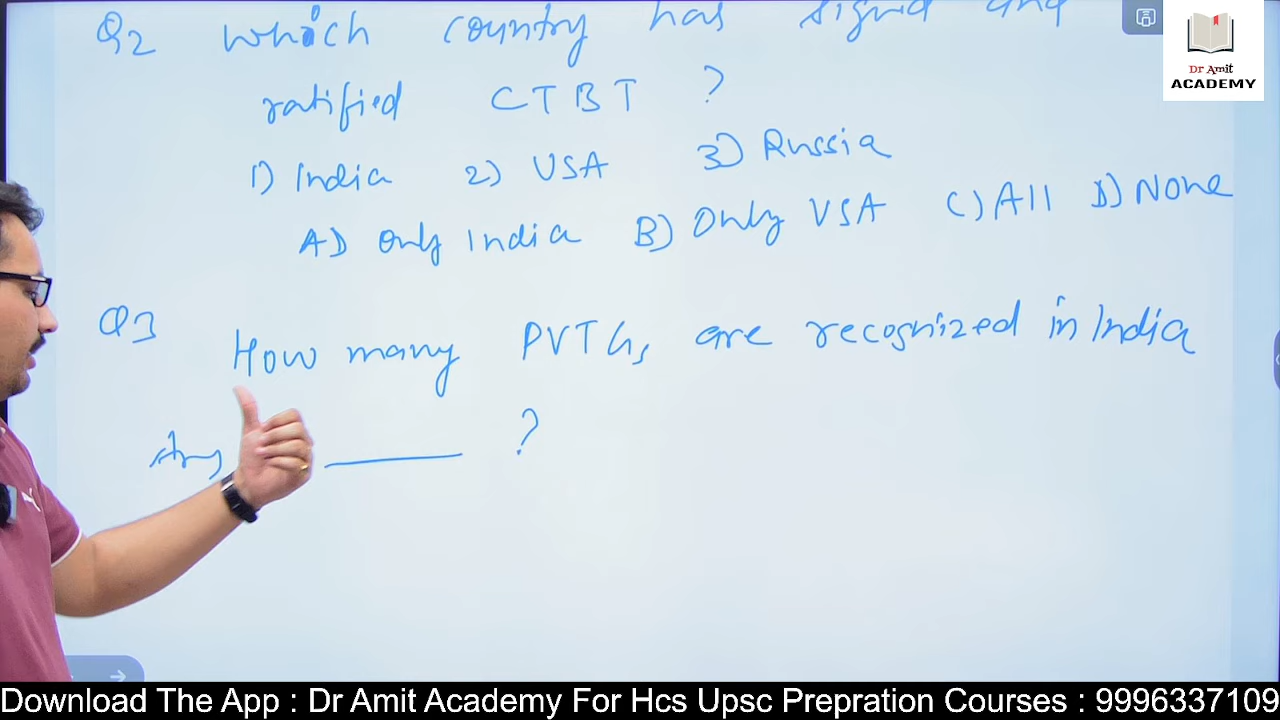 Q2 which country has signed and
ratified CTBT ?
1) India 2) USA 3) Russia
A) Only India B) Only USA C) All D) None
Q3 How many PVTGs are recognized in India
Ans ______ ?
Dr Amit
ACADEMY
Download The App : Dr Amit Academy For Hcs Upsc Prepration Courses : 9996337109